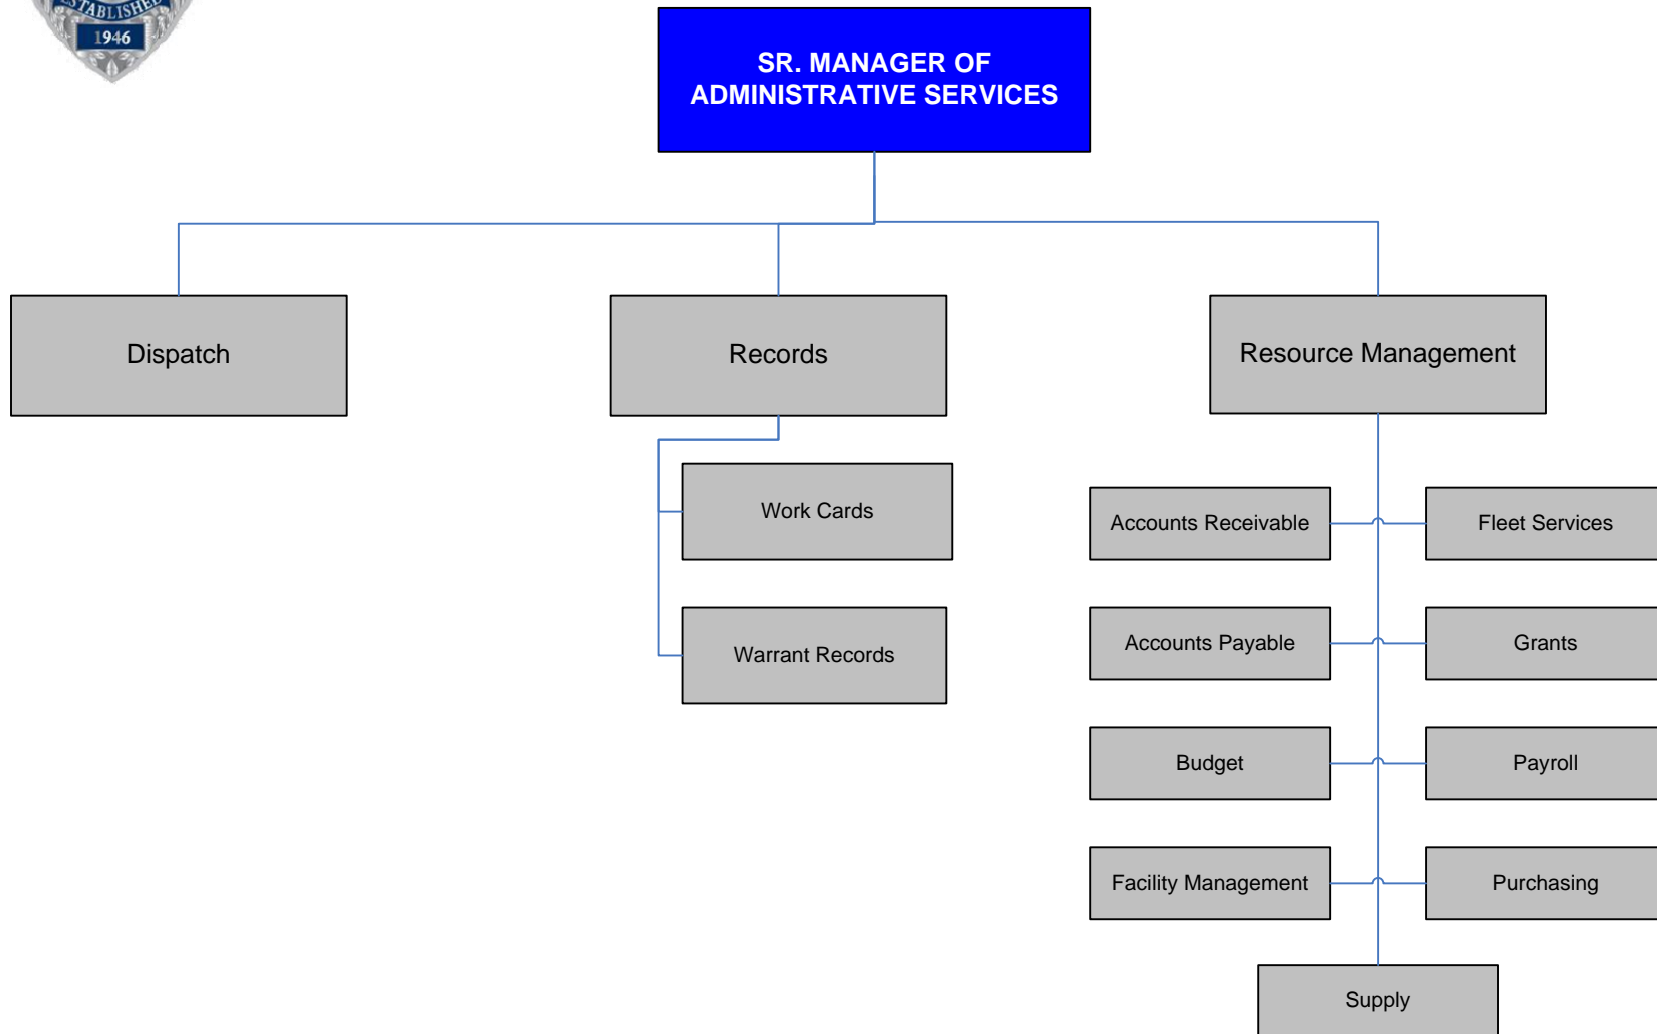 ESTABLISHED
1946
SR. MANAGER OF
ADMINISTRATIVE SERVICES
Dispatch
Records
Resource Management
Work Cards
Warrant Records
Accounts Receivable
Fleet Services
Accounts Payable
Grants
Budget
Payroll
Facility Management
Purchasing
Supply